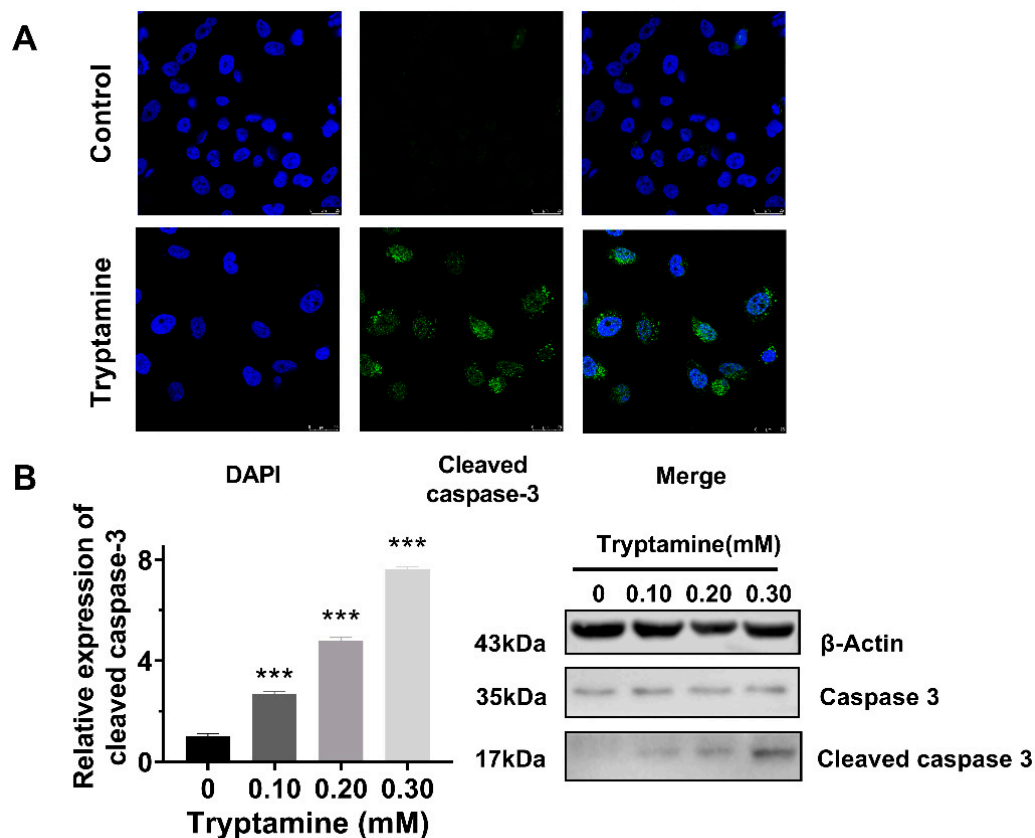 A
Control
Tryptamine
DAPI
Cleaved
caspase-3
Merge
B
Relative expression of
cleaved caspase-3
8
4
0
***
***
***
0 0.10 0.20 0.30
Tryptamine (mM)
Tryptamine(mM)
0 0.10 0.20 0.30
43kDa β-Actin
35kDa Caspase 3
17kDa Cleaved caspase 3